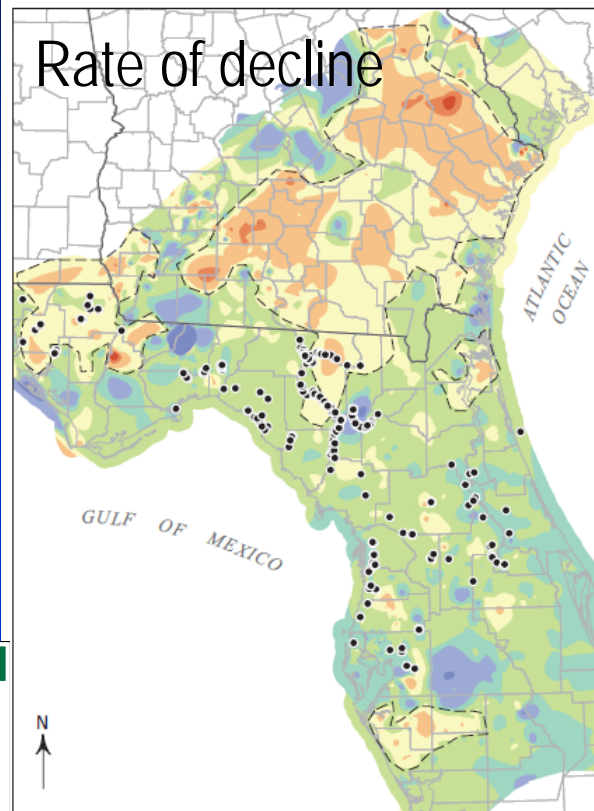 Rate of decline
ATLANTIC
OCEAN
GULF OF MEXICO
N